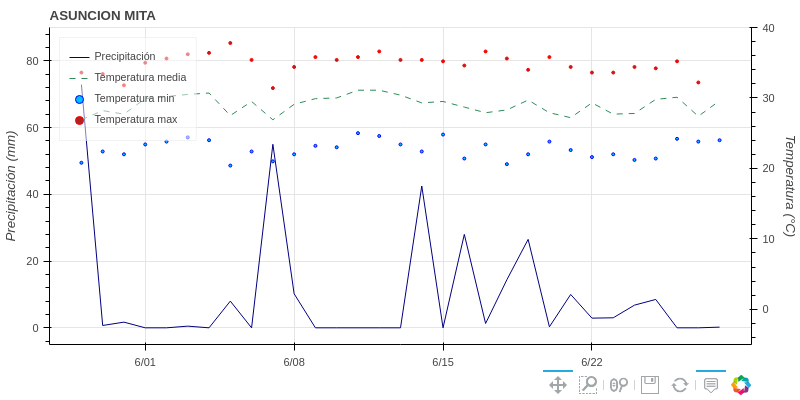 ASUNCION MITA
Precipitación
Temperatura media
Temperatura min
Temperatura max
Precipitación (mm)
80
60
40
20
0
Temperatura (°C)
40
30
20
10
0
6/01
6/08
6/15
6/22